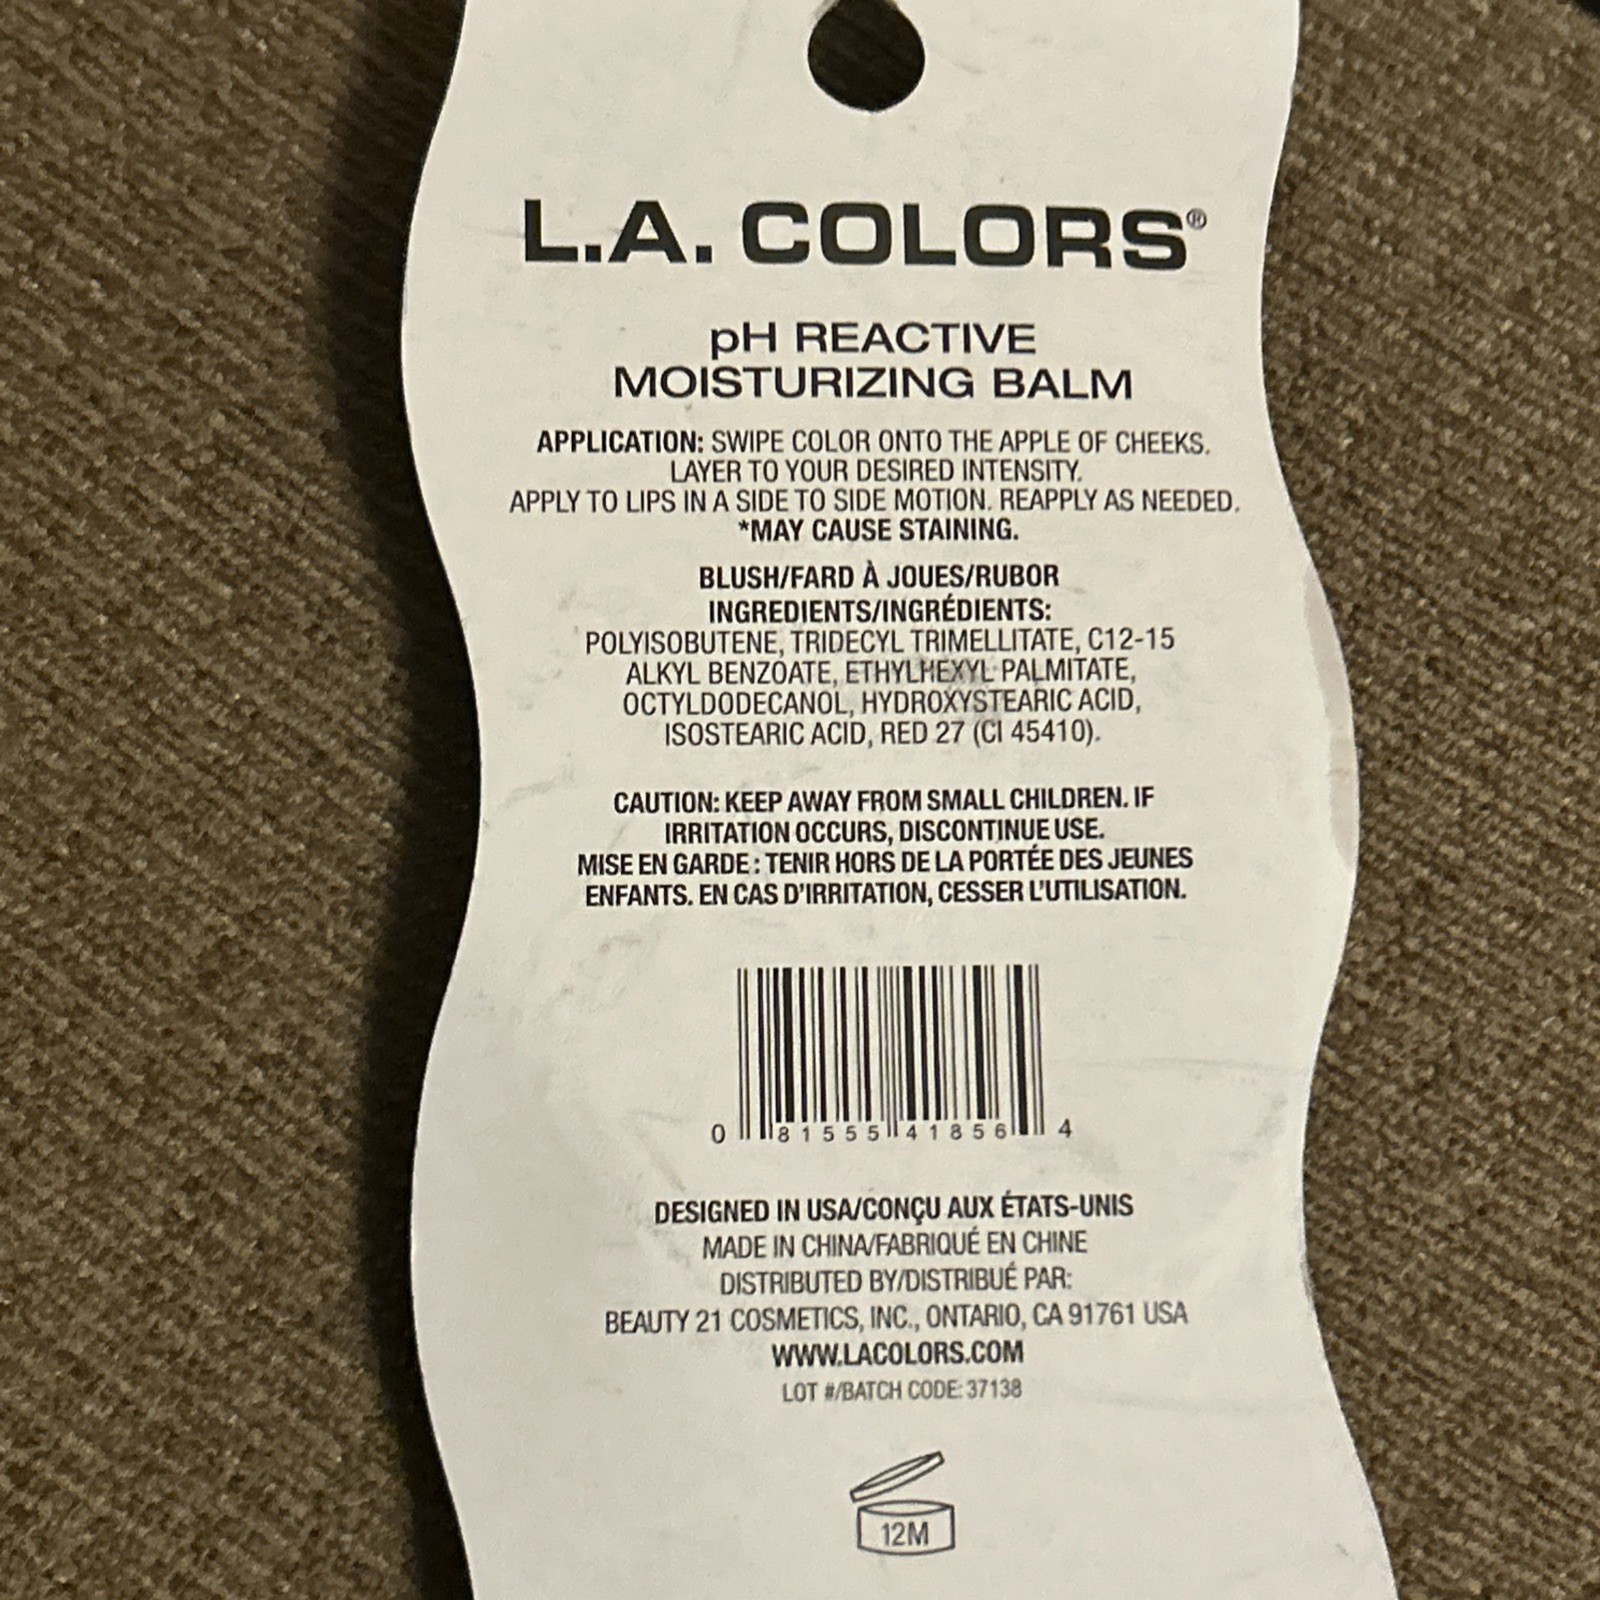 L.A. COLORS®
pH REACTIVE
MOISTURIZING BALM
APPLICATION: SWIPE COLOR ONTO THE APPLE OF CHEEKS.
LAYER TO YOUR DESIRED INTENSITY.
APPLY TO LIPS IN A SIDE TO SIDE MOTION. REAPPLY AS NEEDED.
*MAY CAUSE STAINING.
BLUSH/FARD À JOUES/RUBOR
INGREDIENTS/INGRÉDIENTS:
POLYISOBUTENE, TRIDECYL TRIMELLITATE, C12-15
ALKYL BENZOATE, ETHYLHEXYL PALMITATE,
OCTYLDODECANOL, HYDROXYSTEARIC ACID,
ISOSTEARIC ACID, RED 27 (CI 45410).
CAUTION: KEEP AWAY FROM SMALL CHILDREN. IF
IRRITATION OCCURS, DISCONTINUE USE.
MISE EN GARDE : TENIR HORS DE LA PORTÉE DES JEUNES
ENFANTS. EN CAS D'IRRITATION, CESSER L'UTILISATION.
0 81555 41856 4
DESIGNED IN USA/CONÇU AUX ÉTATS-UNIS
MADE IN CHINA/FABRIQUÉ EN CHINE
DISTRIBUTED BY/DISTRIBUÉ PAR:
BEAUTY 21 COSMETICS, INC., ONTARIO, CA 91761 USA
WWW.LACOLORS.COM
LOT #/BATCH CODE: 37138
12M